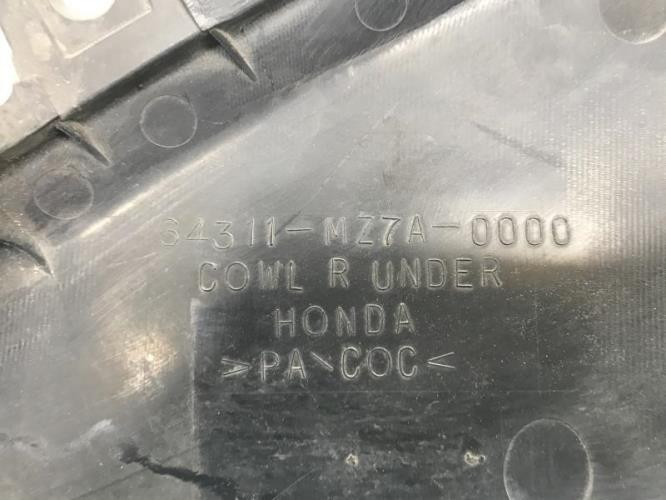 64311-MZ7A-0000
COWL R UNDER
HONDA
>PA>COC<